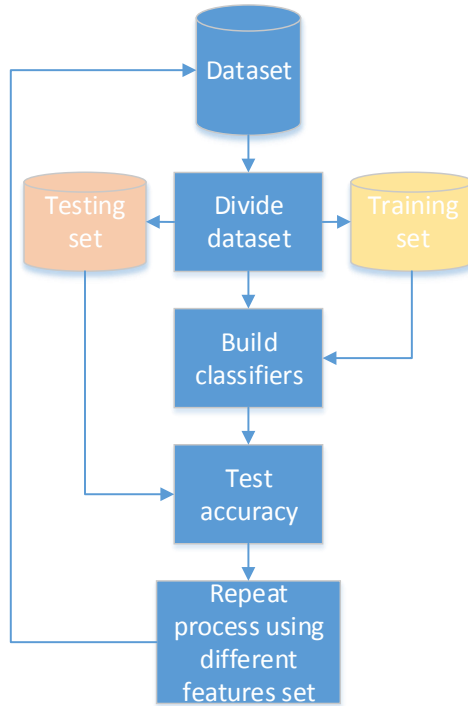 Dataset
Testing
set
Divide
dataset
Training
set
Build
classifiers
Test
accuracy
Repeat
process using
different
features set